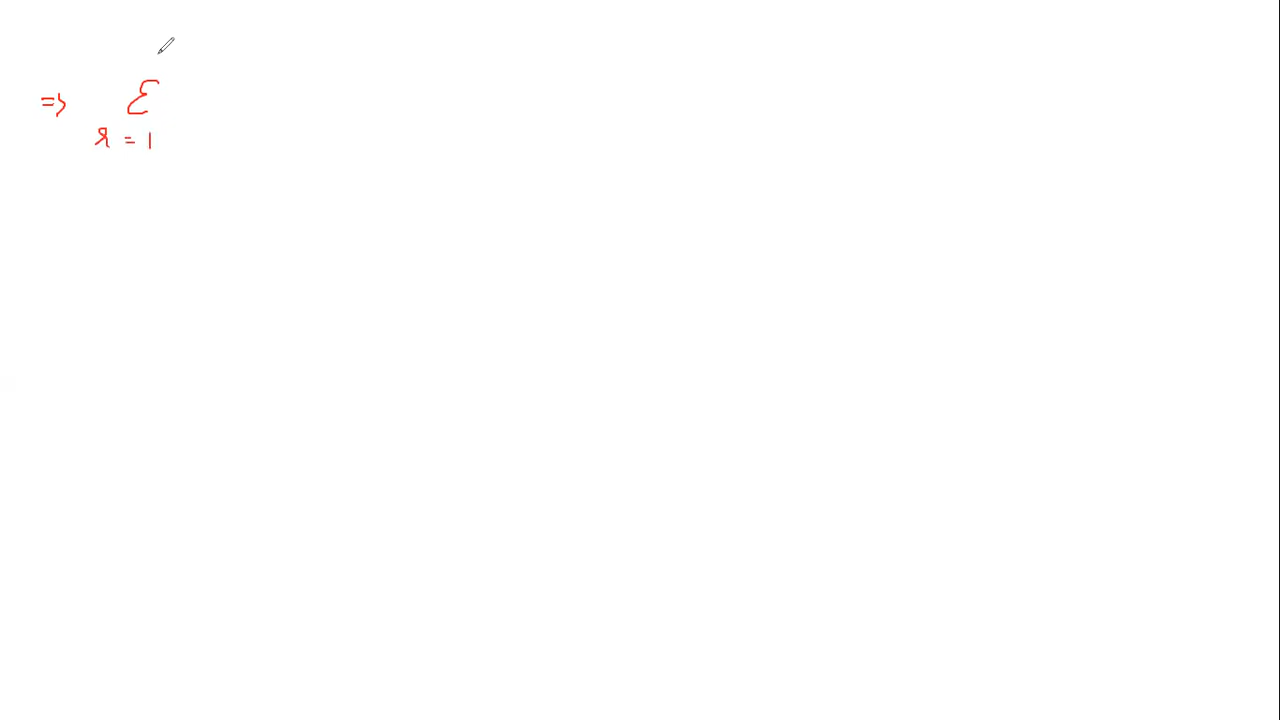 => Σ
r = 1